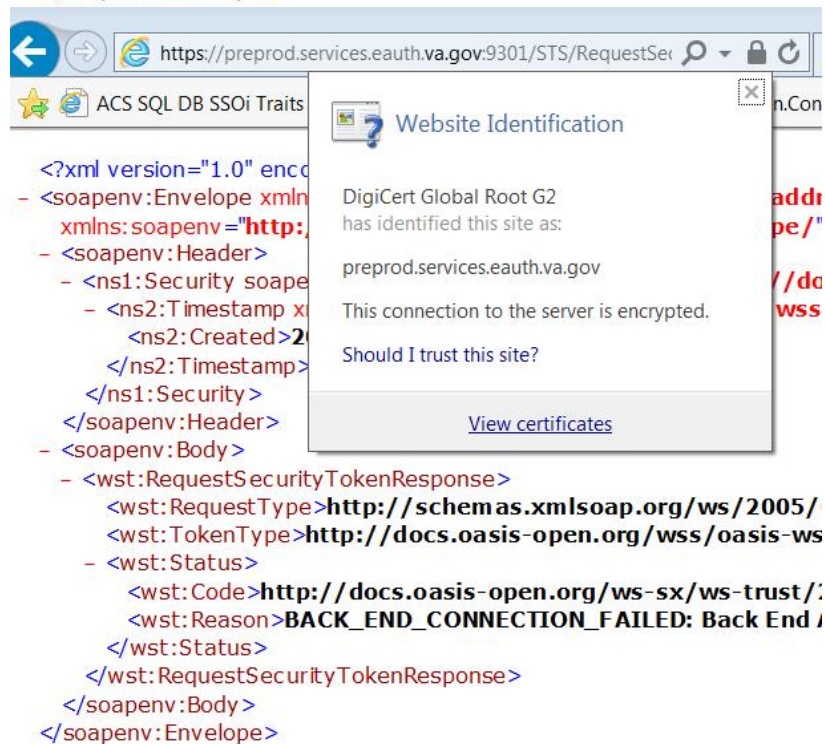 https://preprod.services.eauth.va.gov:9301/STS/RequestSec
ACS SQL DB SSOi Traits
n.Con
Website Identification
DigiCert Global Root G2
has identified this site as:
preprod.services.eauth.va.gov
This connection to the server is encrypted.
Should I trust this site?
View certificates
<?xml version="1.0" enc
- <soapenv:Envelope xmln addr
xmlns:soapenv="http:/ pe/"
- <soapenv:Header>
- <ns1:Security soape //do
- <ns2:Timestamp x wss
<ns2:Created>2
</ns2:Timestamp>
</ns1:Security>
</soapenv:Header>
- <soapenv:Body>
- <wst:RequestSecurityTokenResponse>
<wst:RequestType>http://schemas.xmlsoap.org/ws/2005/
<wst:TokenType>http://docs.oasis-open.org/wss/oasis-ws
- <wst:Status>
<wst:Code>http://docs.oasis-open.org/ws-sx/ws-trust/2
<wst:Reason>BACK_END_CONNECTION_FAILED: Back End A
</wst:Status>
</wst:RequestSecurityTokenResponse>
</soapenv:Body>
</soapenv:Envelope>